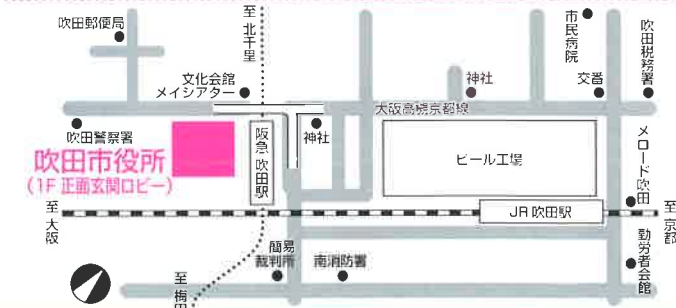 至 北千里
市民病院
吹田郵便局
吹田税務署
文化会館
メイシアター
神社
交番
大阪高槻京都線
吹田警察署
阪急 吹田駅
神社
ビール工場
メロード吹田
吹田市役所
(1F 正面玄関ロビー)
至 大阪
JR 吹田駅
至 京都
簡易
裁判所
南消防署
勤労者会館
至 梅田